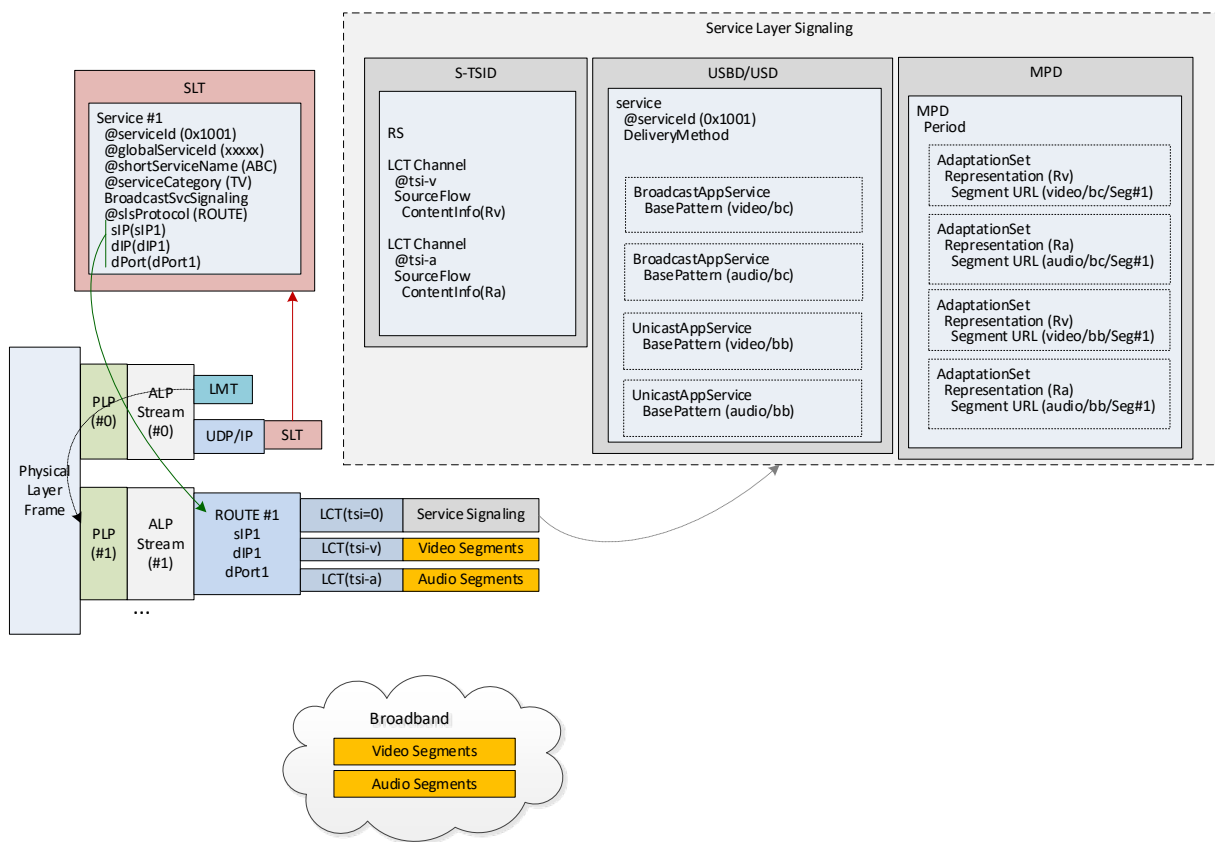 Service Layer Signaling
SLT
Service #1
@serviceId (0x1001)
@globalServiceId (xxxxx)
@shortServiceName (ABC)
@serviceCategory (TV)
BroadcastSvcSignaling
@slsProtocol (ROUTE)
sIP(sIP1)
dIP(dIP1)
dPort(dPort1)
S-TSID
RS
LCT Channel
@tsi-v
SourceFlow
ContentInfo(Rv)
LCT Channel
@tsi-a
SourceFlow
ContentInfo(Ra)
USBD/USD
service
@serviceId (0x1001)
DeliveryMethod
BroadcastAppService
BasePattern (video/bc)
BroadcastAppService
BasePattern (audio/bc)
UnicastAppService
BasePattern (video/bb)
UnicastAppService
BasePattern (audio/bb)
MPD
MPD
Period
AdaptationSet
Representation (Rv)
Segment URL (video/bc/Seg#1)
AdaptationSet
Representation (Ra)
Segment URL (audio/bc/Seg#1)
AdaptationSet
Representation (Rv)
Segment URL (video/bb/Seg#1)
AdaptationSet
Representation (Ra)
Segment URL (audio/bb/Seg#1)
Physical
Layer
Frame
PLP
(#0)
ALP
Stream
(#0)
LMT
UDP/IP
SLT
PLP
(#1)
ALP
Stream
(#1)
ROUTE #1
sIP1
dIP1
dPort1
LCT(tsi=0)
Service Signaling
LCT(tsi-v)
Video Segments
LCT(tsi-a)
Audio Segments
...
Broadband
Video Segments
Audio Segments